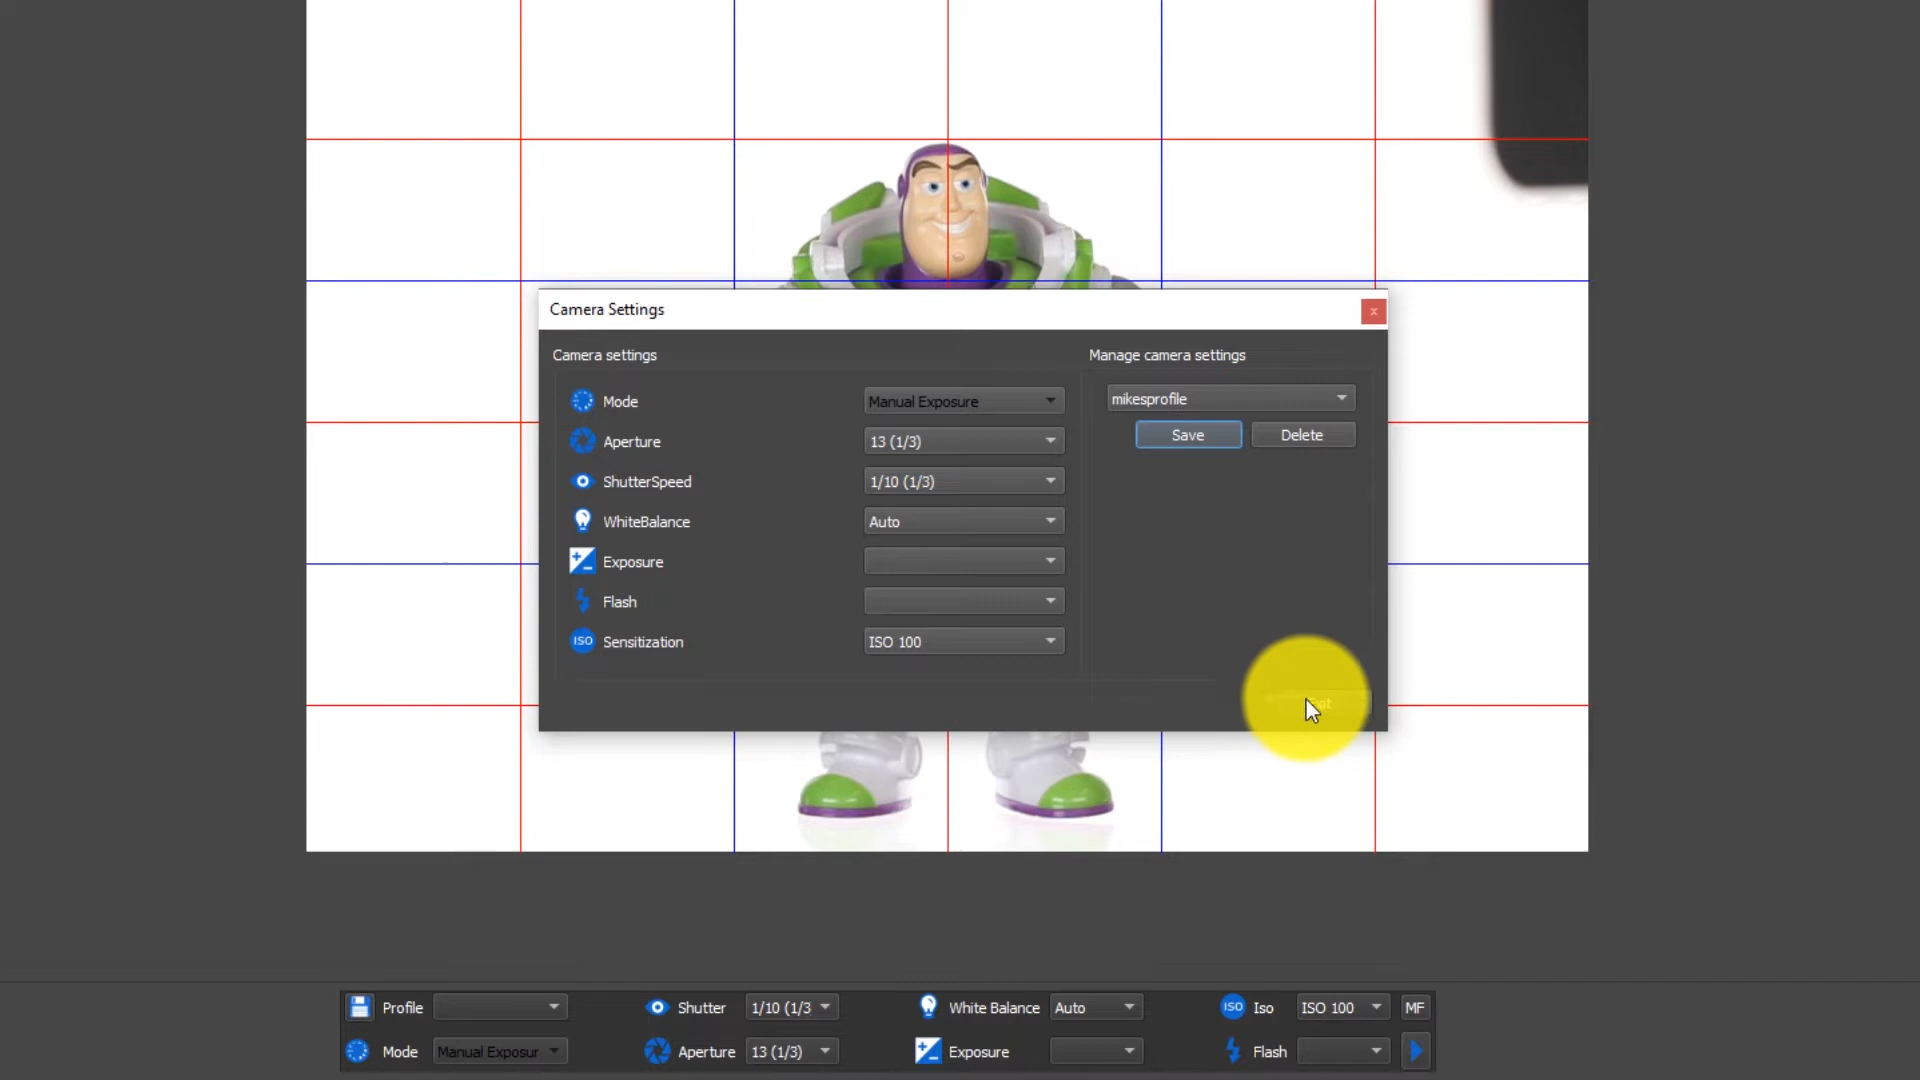 Camera Settings
x
Camera settings
Manage camera settings
Mode
Manual Exposure
mikesprofile
Aperture
13 (1/3)
Save
Delete
ShutterSpeed
1/10 (1/3)
WhiteBalance
Auto
Exposure
Flash
ISO
Sensitization
ISO 100
Profile
Shutter
1/10 (1/3
White Balance
Auto
ISO
Iso
ISO 100
MF
Mode
Manual Exposur
Aperture
13 (1/3)
Exposure
Flash